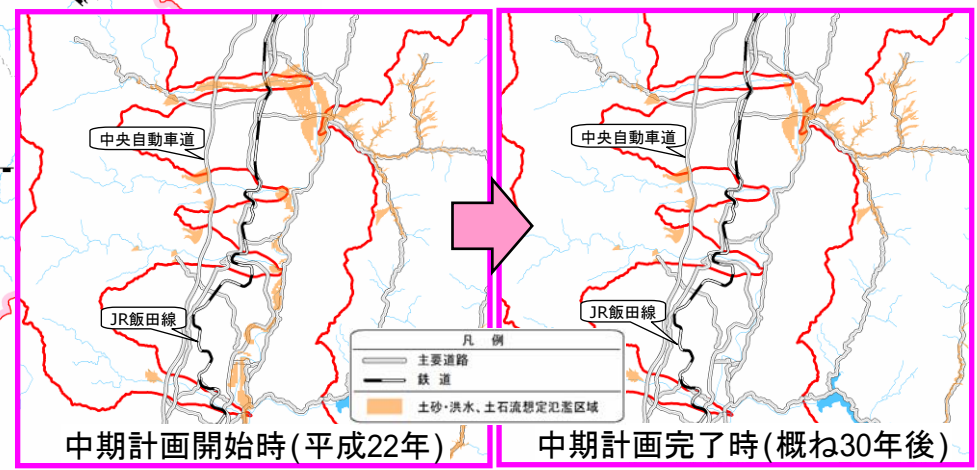 中央自動車道
JR飯田線
中期計画開始時(平成22年)
中央自動車道
JR飯田線
中期計画完了時(概ね30年後)
凡 例
主要道路
鉄 道
土砂・洪水、土石流想定氾濫区域